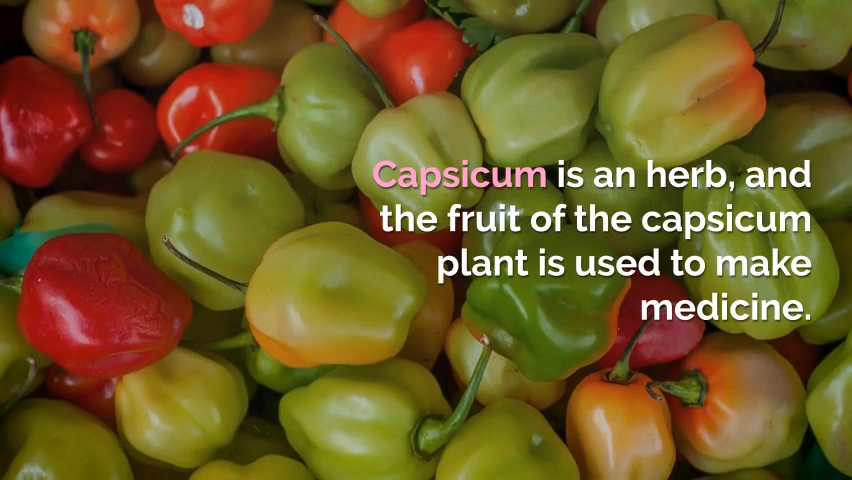 Capsicum is an herb, and
the fruit of the capsicum
plant is used to make
medicine.